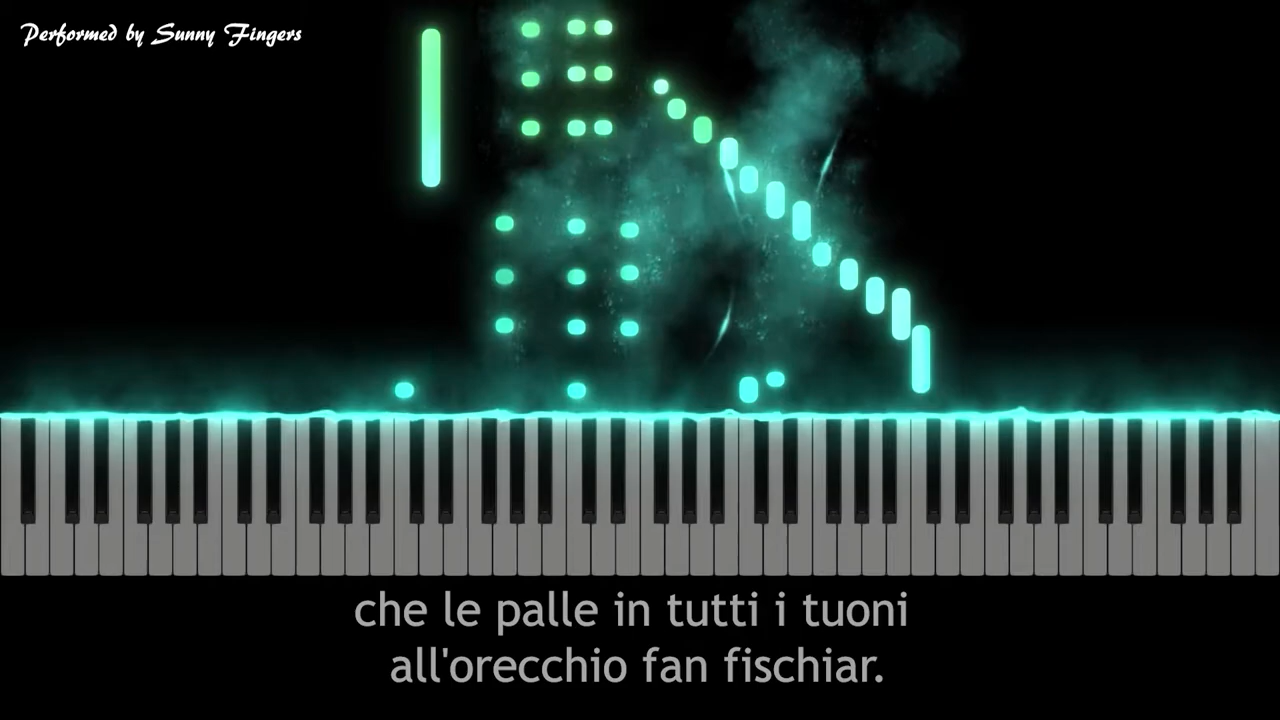 Performed by Sunny Fingers
che le palle in tutti i tuoni
all'orecchio fan fischiar.